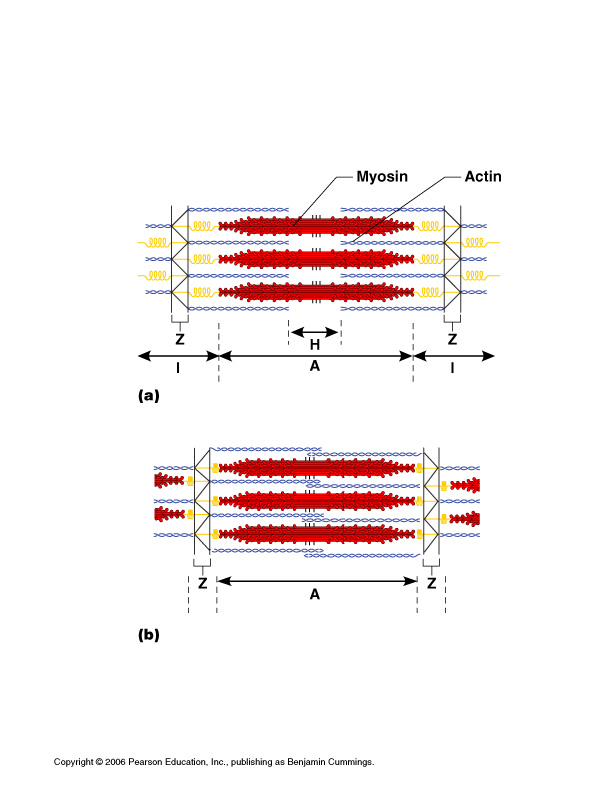 Myosin Actin
Z Z
H
I A I
(a)
Z Z
A
(b)
Copyright © 2006 Pearson Education, Inc., publishing as Benjamin Cummings.